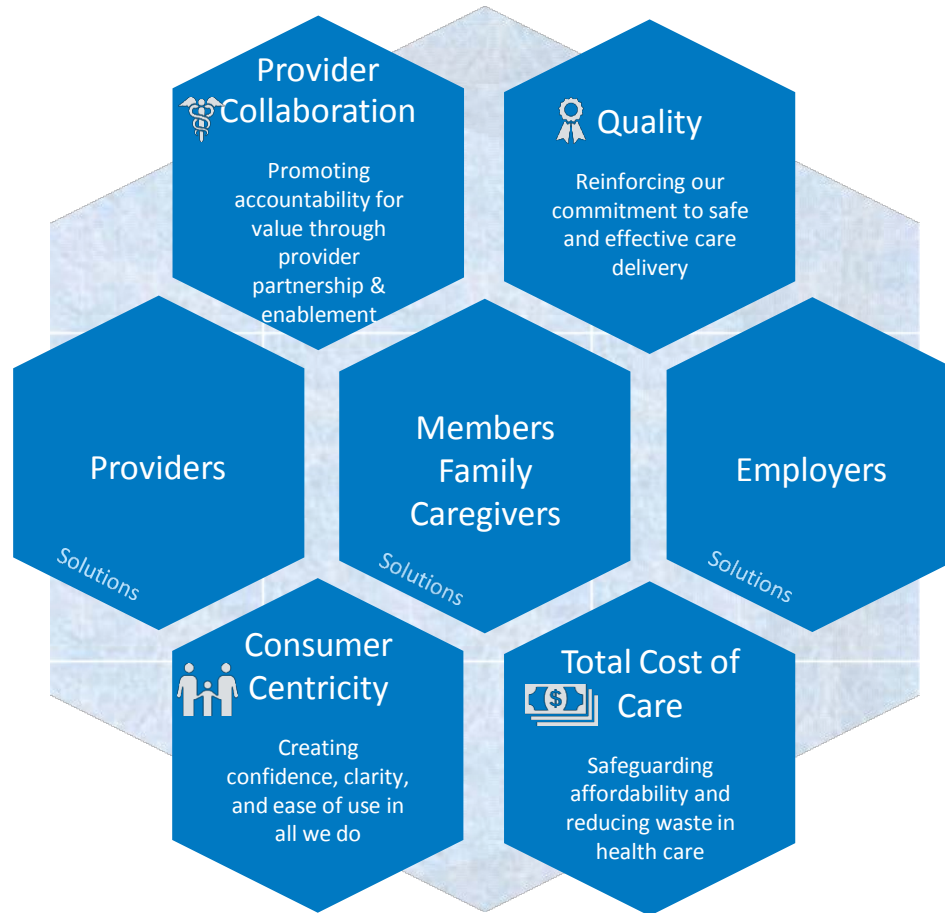 Provider
Collaboration
Promoting
accountability for
value through
provider
partnership &
enablement
Quality
Reinforcing our
commitment to safe
and effective care
delivery
Providers
Solutions
Members
Family
Caregivers
Solutions
Employers
Solutions
Consumer
Centricity
Creating
confidence, clarity,
and ease of use in
all we do
Total Cost of
Care
$
Safeguarding
affordability and
reducing waste in
health care